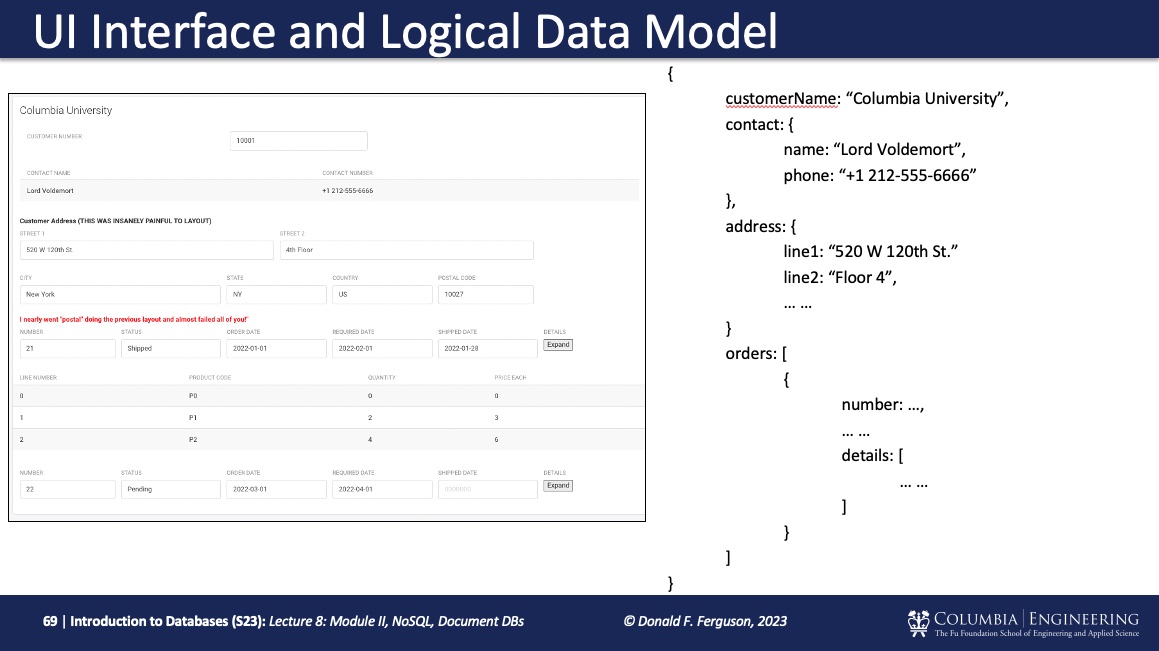 UI Interface and Logical Data Model
Columbia University
CUSTOMER NUMBER
10001
CONTACT NAME CONTACT NUMBER
Lord Voldemort +1 212-555-6666
Customer Address (THIS WAS INSANELY PAINFUL TO LAYOUT)
STREET 1 STREET 2
520 W 120th St. 4th Floor
CITY STATE COUNTRY POSTAL CODE
New York NY US 10027
I nearly went "postal" doing the previous layout and almost failed all of you!"
NUMBER STATUS ORDER DATE REQUIRED DATE SHIPPED DATE DETAILS
21 Shipped 2022-01-01 2022-02-01 2022-01-28 Expand
LINE NUMBER PRODUCT CODE QUANTITY PRICE EACH
0 P0 0 0
1 P1 2 3
2 P2 4 6
NUMBER STATUS ORDER DATE REQUIRED DATE SHIPPED DATE DETAILS
22 Pending 2022-03-01 2022-04-01 Expand
{
customerName: “Columbia University”,
contact: {
name: “Lord Voldemort”,
phone: “+1 212-555-6666”
},
address: {
line1: “520 W 120th St.”
line2: “Floor 4”,
... ...
}
orders: [
{
number: ...,
... ...
details: [
... ...
]
}
]
}
69 | Introduction to Databases (S23): Lecture 8: Module II, NoSQL, Document DBs
© Donald F. Ferguson, 2023
COLUMBIA | ENGINEERING
The Fu Foundation School of Engineering and Applied Science